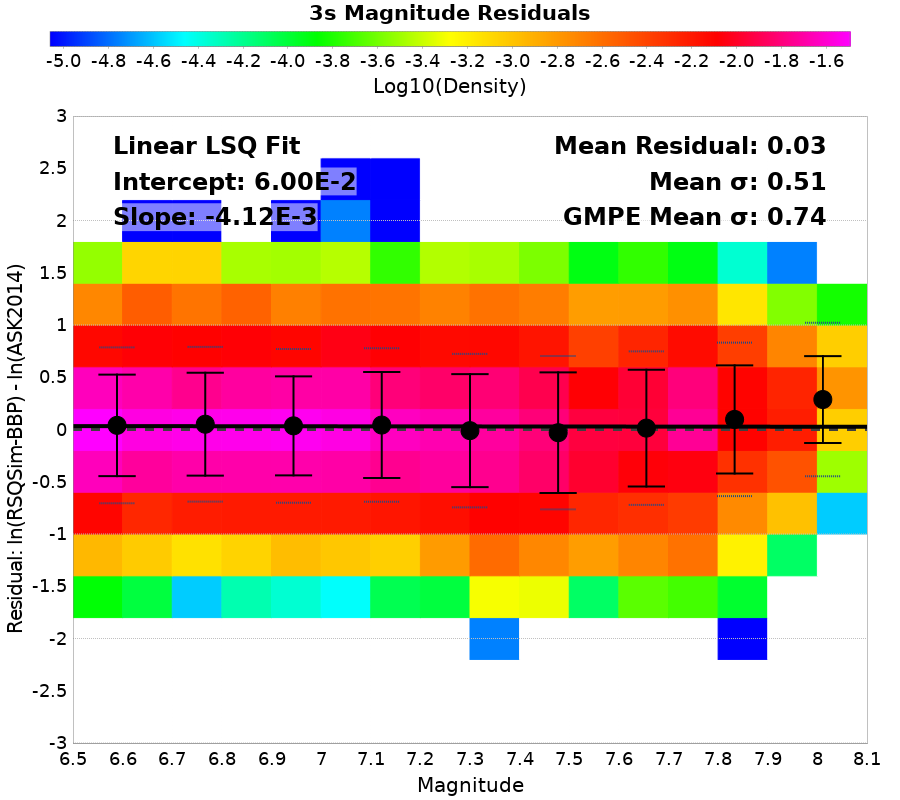 3s Magnitude Residuals
-5.0 -4.8 -4.6 -4.4 -4.2 -4.0 -3.8 -3.6 -3.4 -3.2 -3.0 -2.8 -2.6 -2.4 -2.2 -2.0 -1.8 -1.6
Log10(Density)
Linear LSQ Fit
Intercept: 6.00E-2
Slope: -4.12E-3
Mean Residual: 0.03
Mean σ: 0.51
GMPE Mean σ: 0.74
Residual: ln(RSQSim-BBP) - ln(ASK2014)
3
2.5
2
1.5
1
0.5
0
-0.5
-1
-1.5
-2
-2.5
-3
6.5 6.6 6.7 6.8 6.9 7 7.1 7.2 7.3 7.4 7.5 7.6 7.7 7.8 7.9 8 8.1
Magnitude